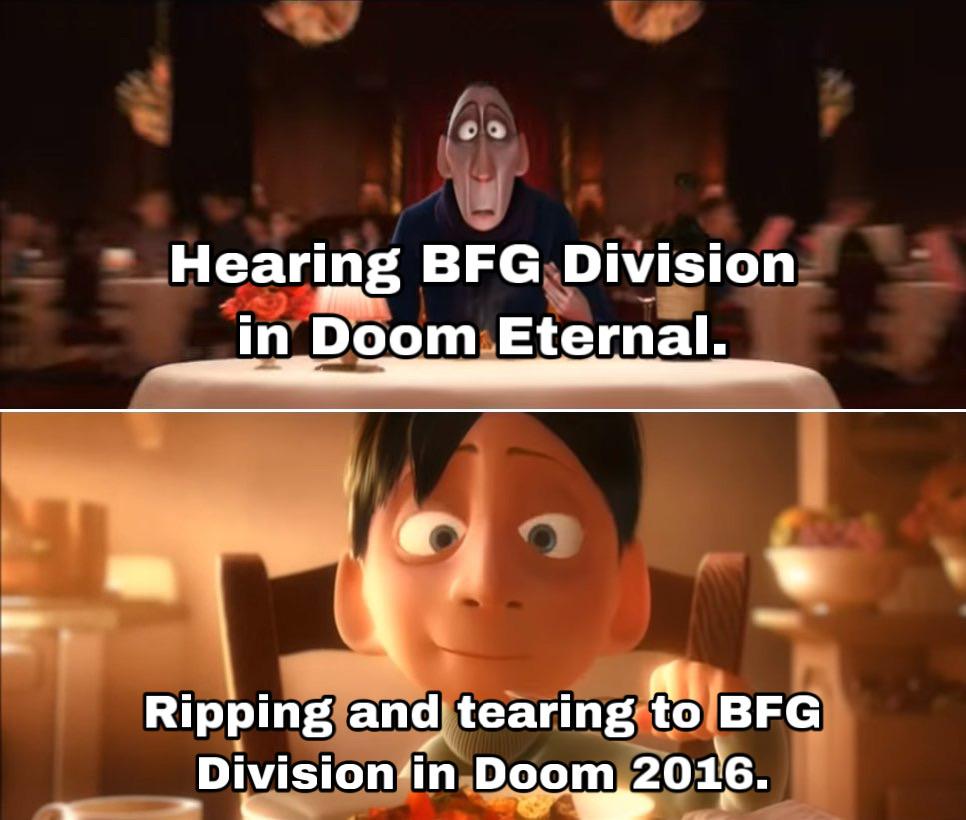 Hearing BFG Division
in Doom Eternal.
Ripping and tearing to BFG
Division in Doom 2016.